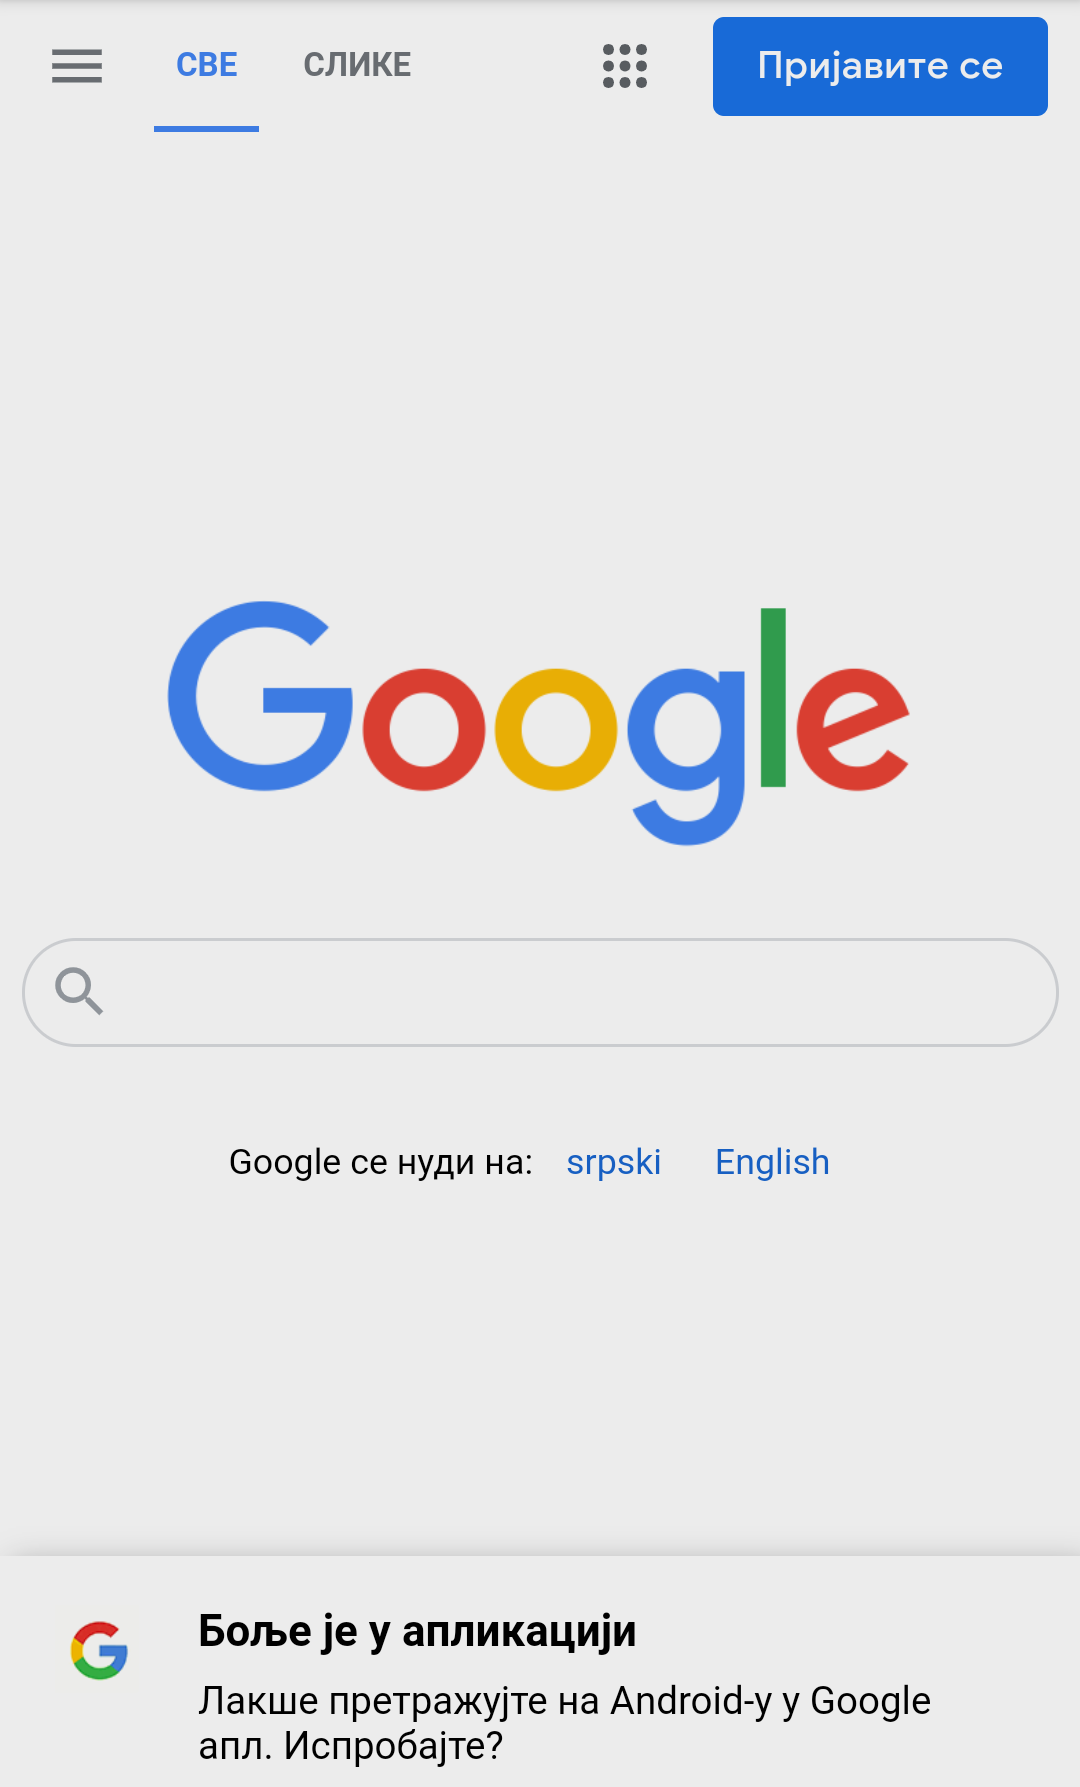 СВЕ СЛИКЕ Пријавите се
Google
Google се нуди на: srpski English
Боље је у апликацији
Лакше претражујте на Android-у у Google
апл. Испробајте?